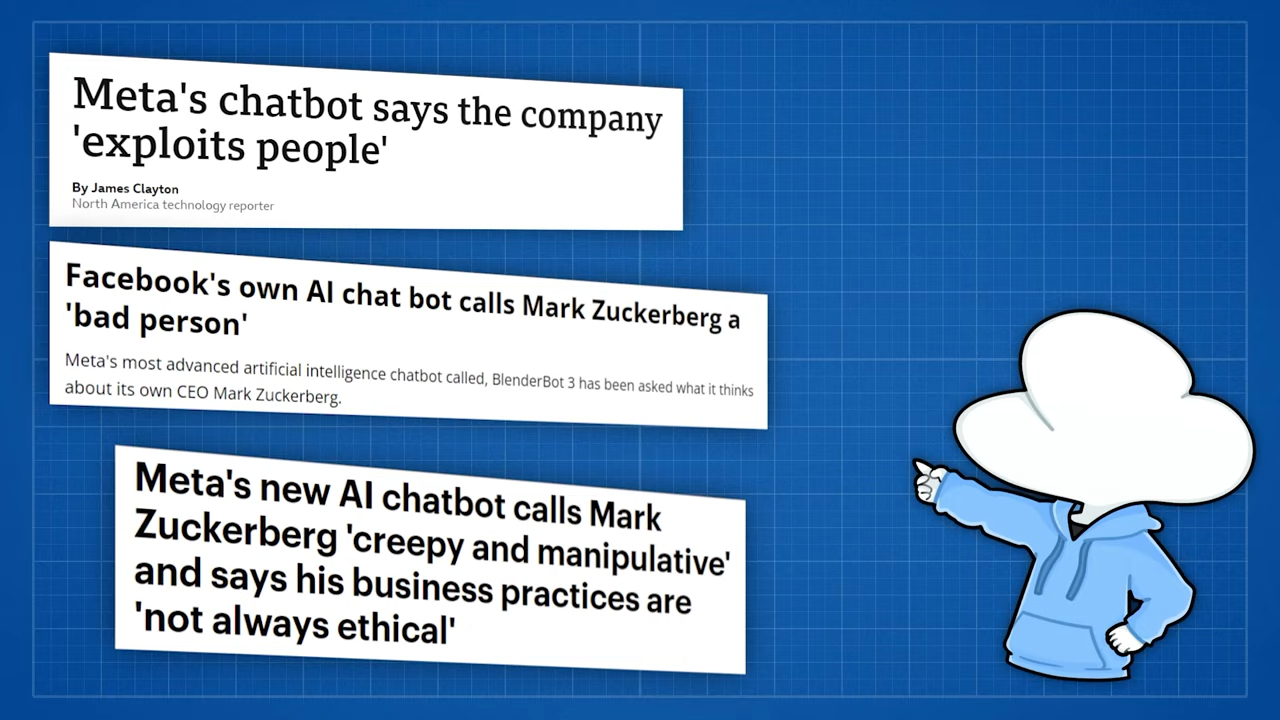 Meta's chatbot says the company
'exploits people'
By James Clayton
North America technology reporter
Facebook's own AI chat bot calls Mark Zuckerberg a
'bad person'
Meta's most advanced artificial intelligence chatbot called, BlenderBot 3 has been asked what it thinks
about its own CEO Mark Zuckerberg.
Meta's new AI chatbot calls Mark
Zuckerberg 'creepy and manipulative'
and says his business practices are
'not always ethical'